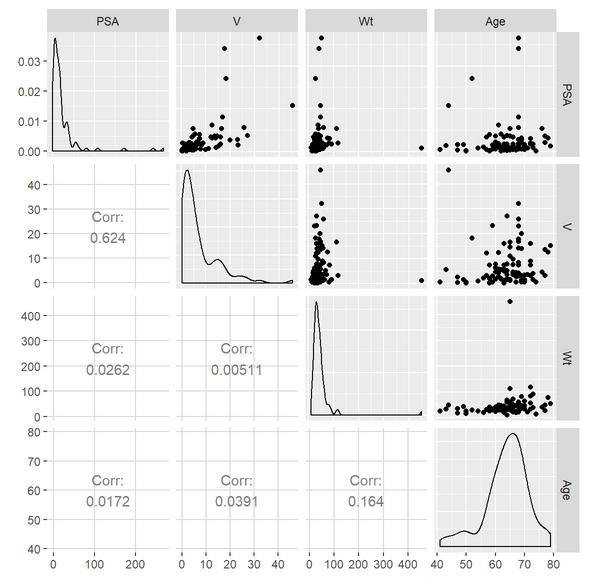 PSA V Wt Age
0.03
0.02
0.01
0.00
PSA
40
30
20
10
0
Corr:
0.624
V
400
300
200
100
0
Corr:
0.0262
Corr:
0.00511
Wt
80
70
60
50
40
Corr:
0.0172
Corr:
0.0391
Corr:
0.164
Age
0 100 200 0 10 20 30 40 0 100 200 300 400 40 50 60 70 80